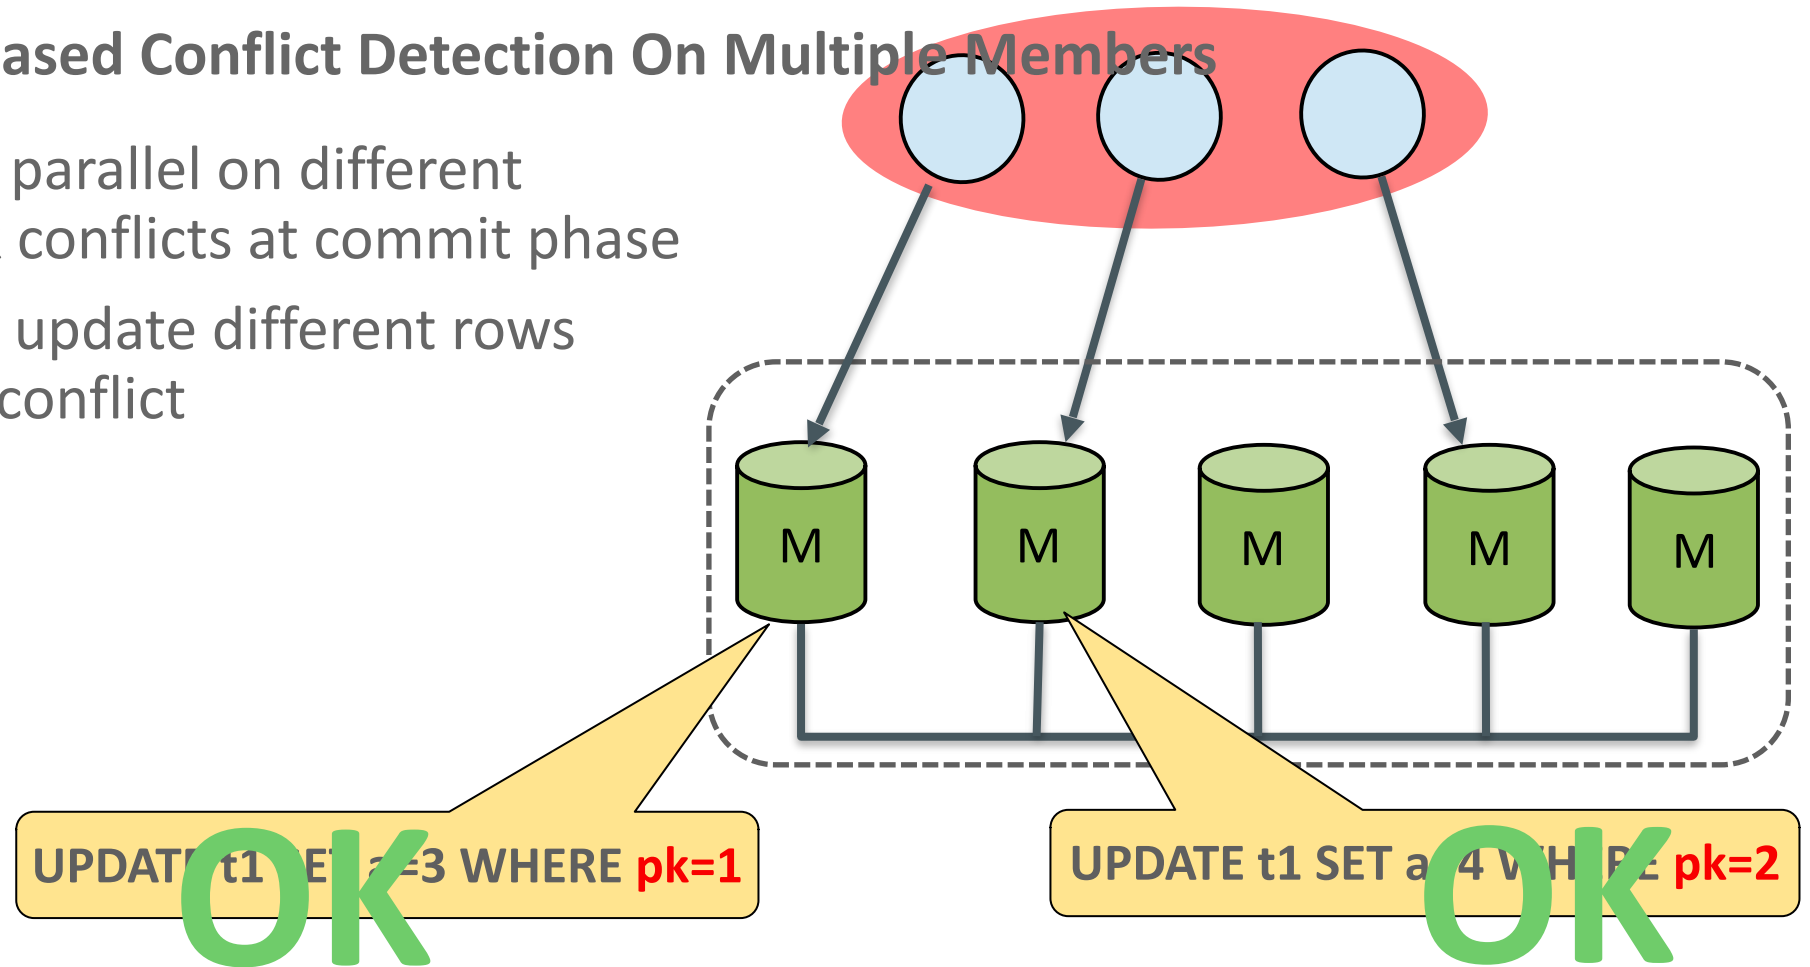 ased Conflict Detection On Multiple Members
parallel on different
conflicts at commit phase
update different rows
conflict
M M M M M
UPDATE t1 SET a=3 WHERE pk=1
OK
UPDATE t1 SET a=4 WHERE pk=2
OK